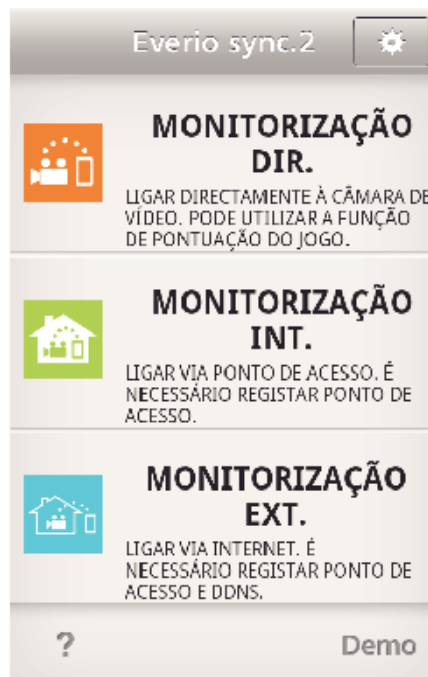 Everio sync.2
MONITORIZAÇÃO
DIR.
LIGAR DIRECTAMENTE À CÂMARA DE
VÍDEO. PODE UTILIZAR A FUNÇÃO
DE PONTUAÇÃO DO JOGO.
MONITORIZAÇÃO
INT.
LIGAR VIA PONTO DE ACESSO. É
NECESSÁRIO REGISTAR PONTO DE
ACESSO.
MONITORIZAÇÃO
EXT.
LIGAR VIA INTERNET. É
NECESSÁRIO REGISTAR PONTO DE
ACESSO E DDNS.
? Demo